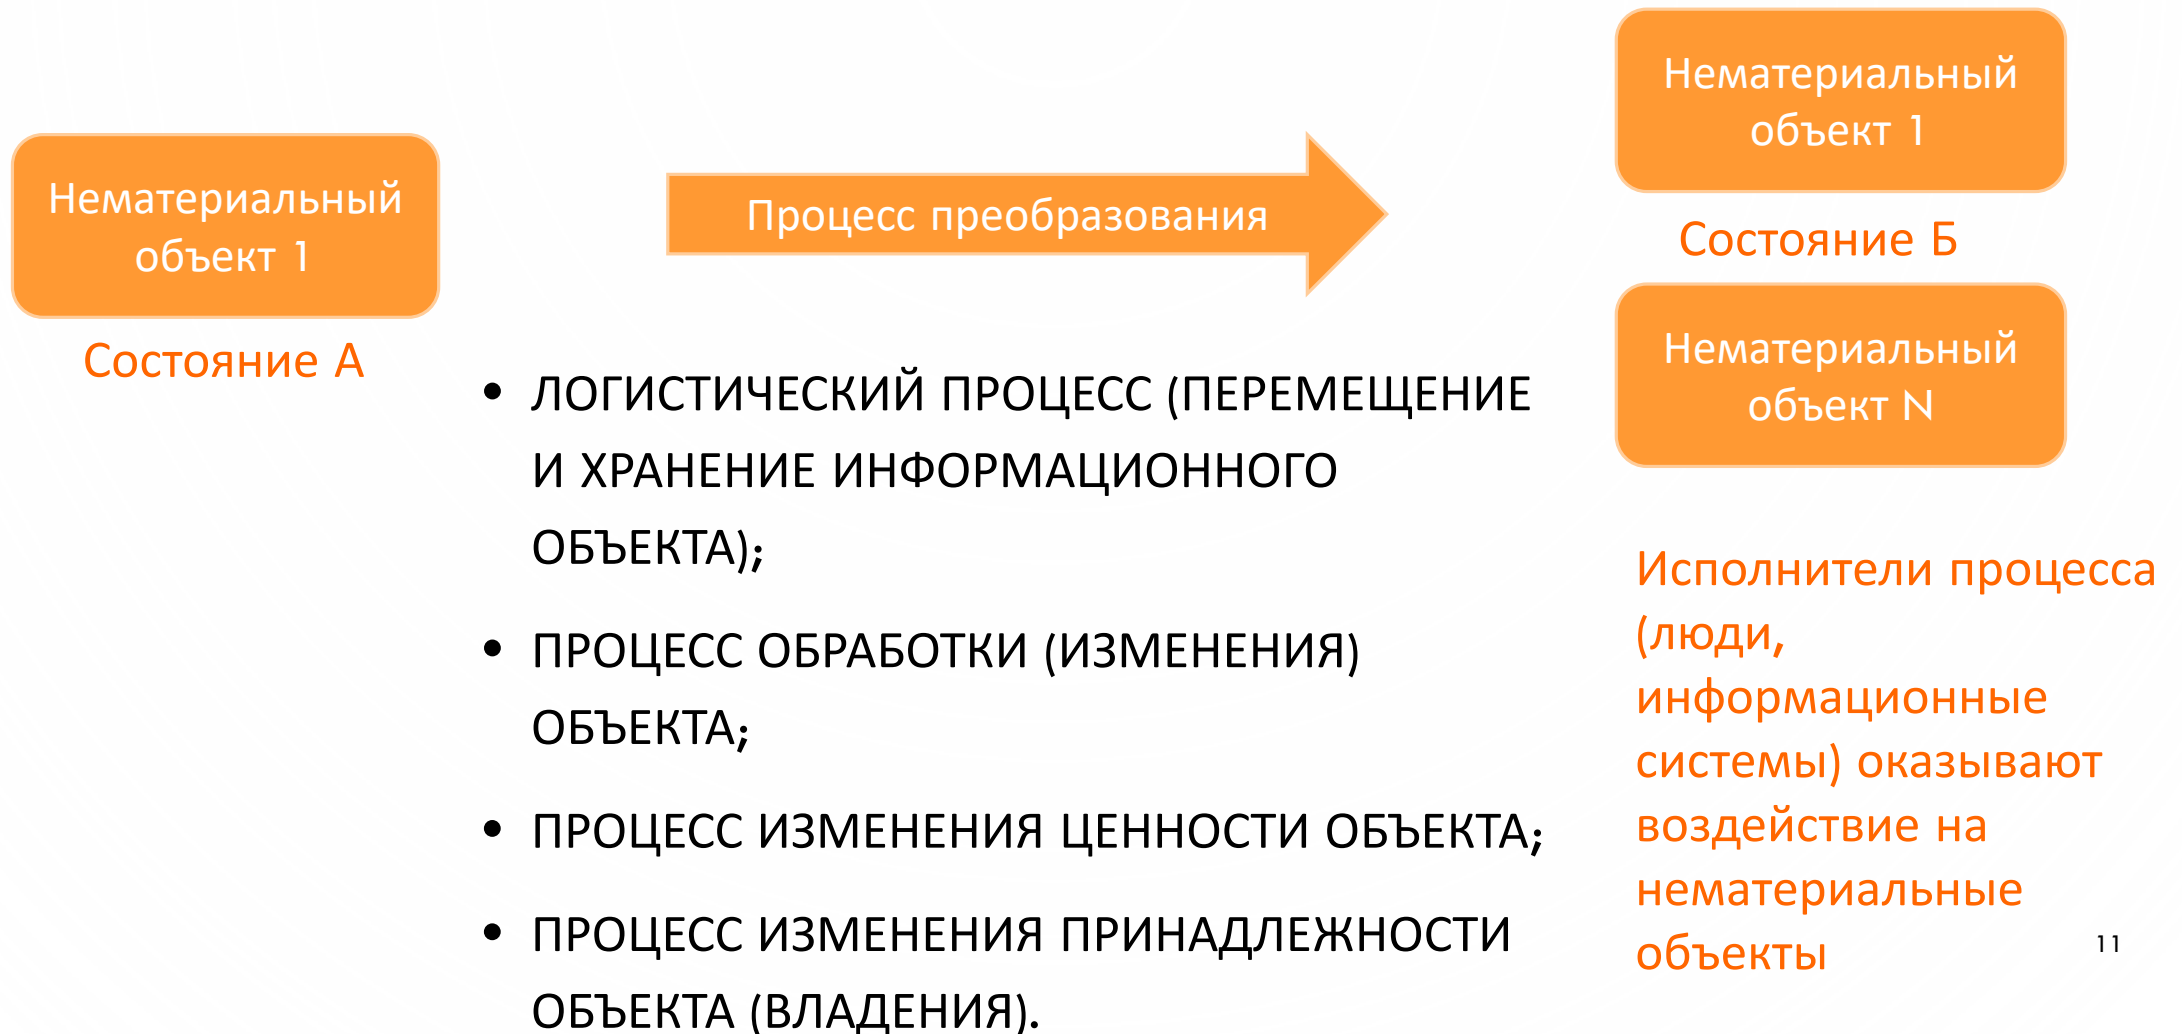 Нематериальный
объект 1
Состояние А
Процесс преобразования
Нематериальный
объект 1
Состояние Б
Нематериальный
объект N
• ЛОГИСТИЧЕСКИЙ ПРОЦЕСС (ПЕРЕМЕЩЕНИЕ
И ХРАНЕНИЕ ИНФОРМАЦИОННОГО
ОБЪЕКТА);
• ПРОЦЕСС ОБРАБОТКИ (ИЗМЕНЕНИЯ)
ОБЪЕКТА;
• ПРОЦЕСС ИЗМЕНЕНИЯ ЦЕННОСТИ ОБЪЕКТА;
• ПРОЦЕСС ИЗМЕНЕНИЯ ПРИНАДЛЕЖНОСТИ
ОБЪЕКТА (ВЛАДЕНИЯ).
Исполнители процесса
(люди,
информационные
системы) оказывают
воздействие на
нематериальные
объекты
11